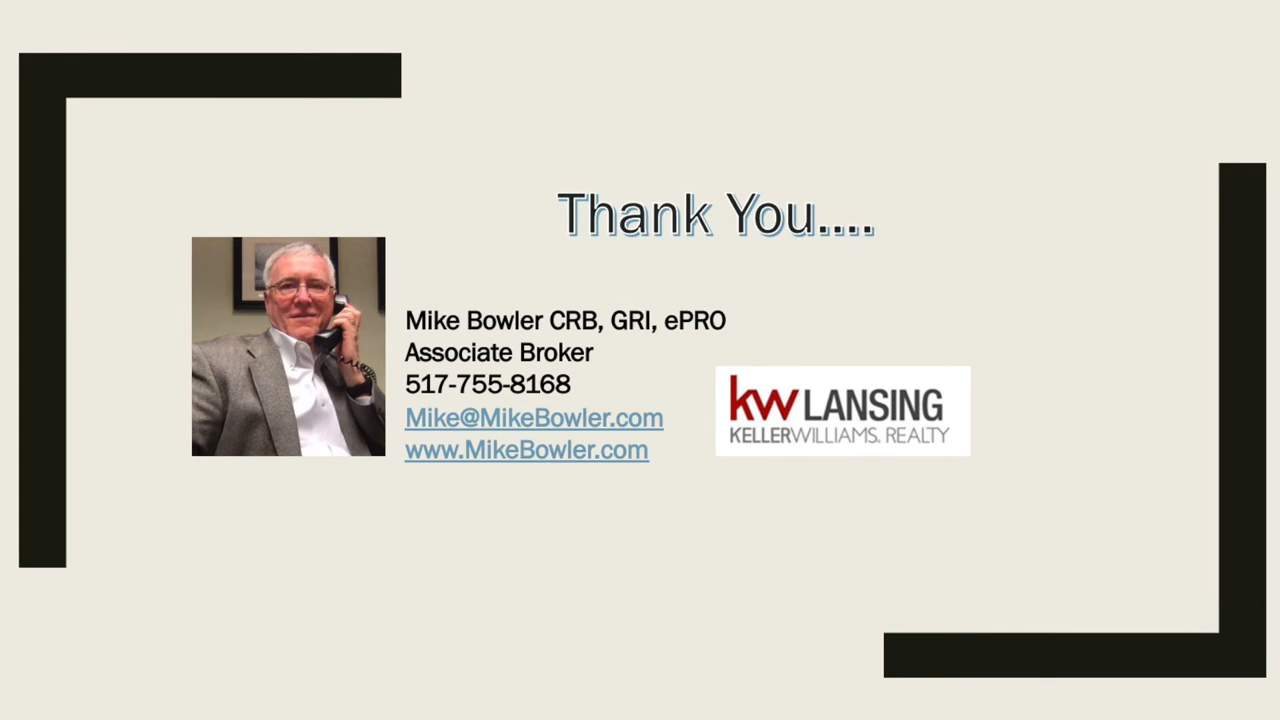 Thank You....
Mike Bowler CRB, GRI, ePRO
Associate Broker
517-755-8168
Mike@MikeBowler.com
www.MikeBowler.com
kw LANSING
KELLERWILLIAMS. REALTY